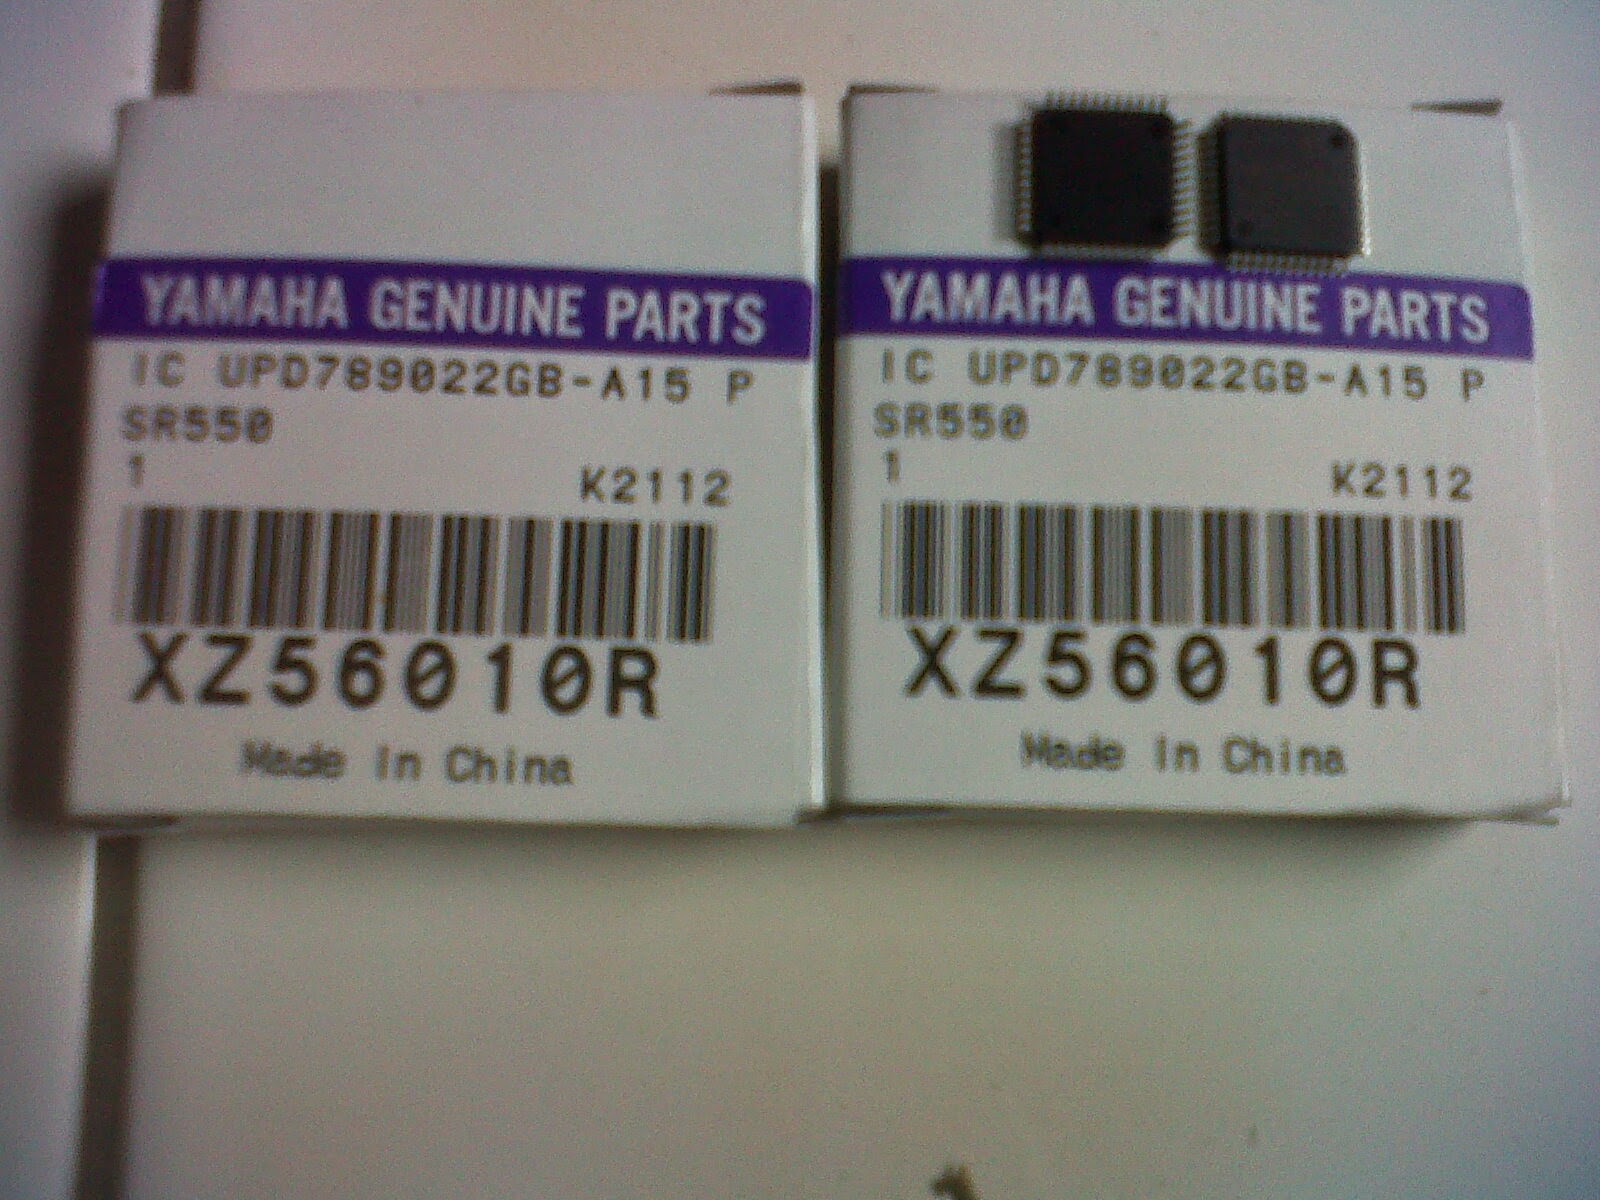 YAMAHA GENUINE PARTS
IC UPD789022GB-A15 P
SR550
1
K2112
XZ56010R
Made In China
YAMAHA GENUINE PARTS
IC UPD789022GB-A15 P
SR550
1
K2112
XZ56010R
Made In China